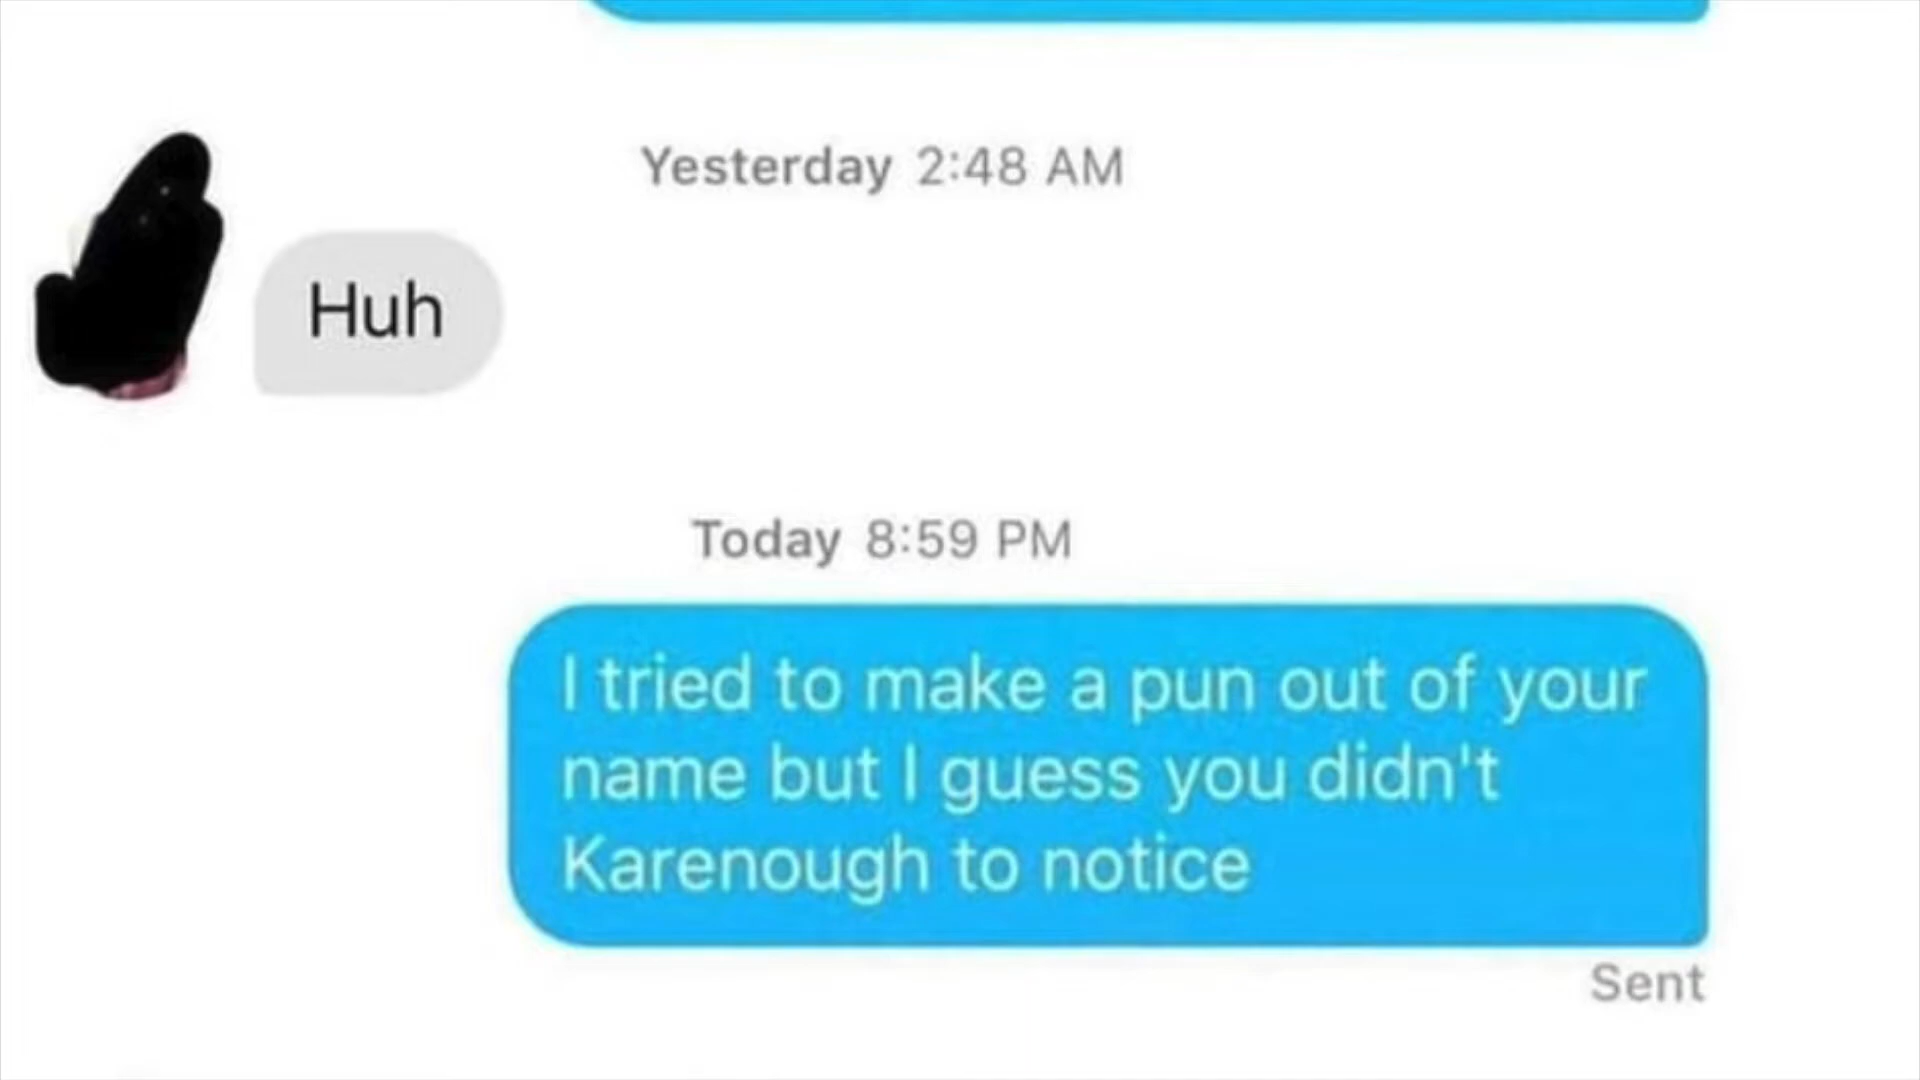 Yesterday 2:48 AM
Huh
Today 8:59 PM
I tried to make a pun out of your
name but I guess you didn't
Karenough to notice
Sent